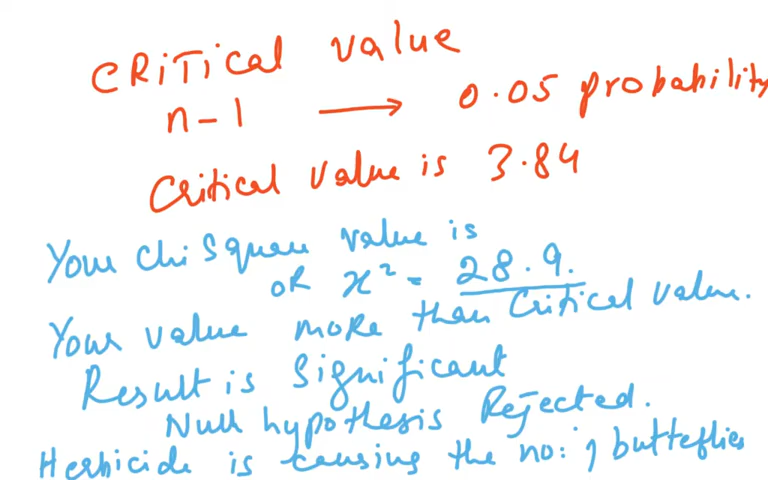 CRITical value
n-1 → 0.05 probability
Critical value is 3.84
Your chi square value is
or x² = 28.9.
Your value more than critical value.
Result is significant
Null hypothesis Rejected.
Herbicide is causing the no: of butterflies